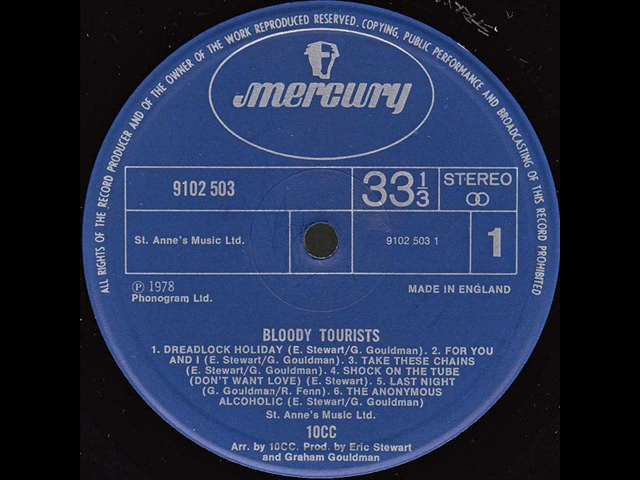 ALL RIGHTS OF THE RECORD PRODUCER AND OF THE OWNER OF THE WORK REPRODUCED RESERVED. COPYING, PUBLIC PERFORMANCE AND BROADCASTING OF THIS RECORD PROHIBITED
mercury
9102 503
33 1/3
STEREO
St. Anne's Music Ltd.
9102 503 1
1
℗ 1978
Phonogram Ltd.
MADE IN ENGLAND
BLOODY TOURISTS
1. DREADLOCK HOLIDAY (E. Stewart/G. Gouldman). 2. FOR YOU
AND I (E. Stewart/G. Gouldman). 3. TAKE THESE CHAINS
(E. Stewart/G. Gouldman). 4. SHOCK ON THE TUBE
(DON'T WANT LOVE) (E. Stewart). 5. LAST NIGHT
(G. Gouldman/R. Fenn). 6. THE ANONYMOUS
ALCOHOLIC (E. Stewart/G. Gouldman)
St. Anne's Music Ltd.
10CC
Arr. by 10CC. Prod. by Eric Stewart
and Graham Gouldman